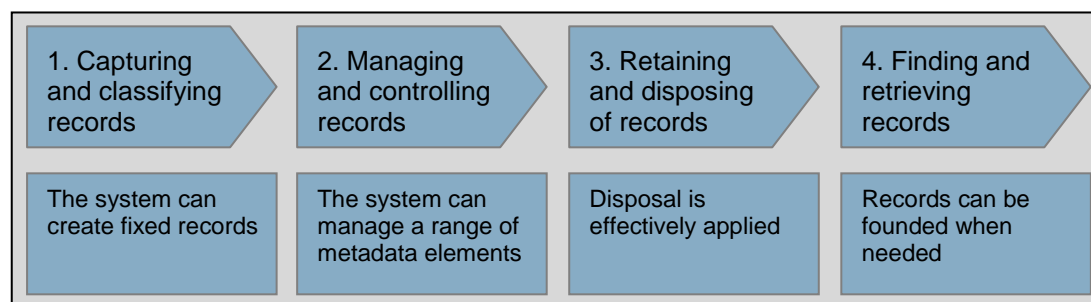 1. Capturing
and classifying
records
2. Managing
and controlling
records
3. Retaining
and disposing
of records
4. Finding and
retrieving
records
The system can
create fixed records
The system can
manage a range of
metadata elements
Disposal is
effectively applied
Records can be
founded when
needed